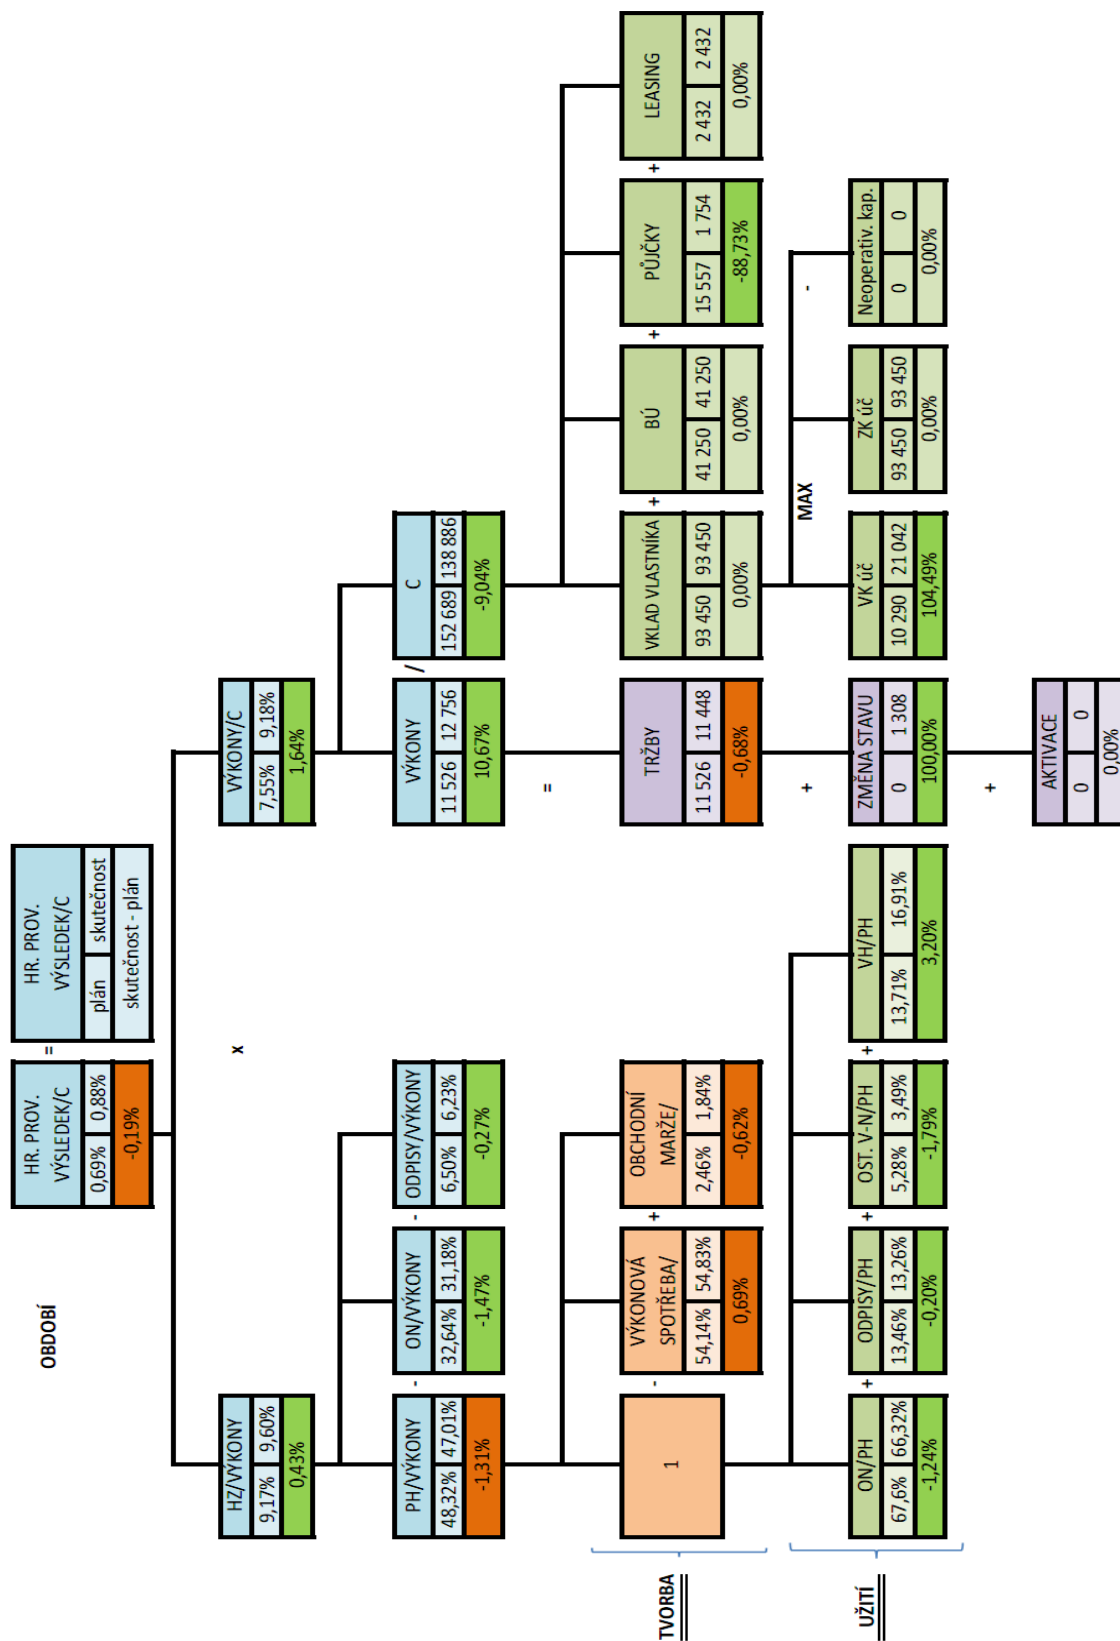 OBDOBÍ
HR. PROV.
VÝSLEDEK/C
0,69% 0,88%
-0,19%
=
HR. PROV.
VÝSLEDEK/C
plán skutečnost
skutečnost - plán
HZ/VÝKONY
9,17% 9,60%
0,43%
x
VÝKONY/C
7,55% 9,18%
1,64%
PH/VÝKONY
48,32% 47,01%
-1,31%
-
ON/VÝKONY
32,64% 31,18%
-1,47%
-
ODPISY/VÝKONY
6,50% 6,23%
-0,27%
VÝKONY
11 526 12 756
10,67%
/
C
152 689 138 886
-9,04%
=
TVORBA
1
-
VÝKONOVÁ
SPOTŘEBA/
54,14% 54,83%
0,69%
+
OBCHODNÍ
MARŽE/
2,46% 1,84%
-0,62%
TRŽBY
11 526 11 448
-0,68%
VKLAD VLASTNÍKA
93 450 93 450
0,00%
+
BÚ
41 250 41 250
0,00%
+
PŮJČKY
15 557 1 754
-88,73%
+
LEASING
2 432 2 432
0,00%
+
MAX
-
UŽITÍ
ON/PH
67,6% 66,32%
-1,24%
+
ODPISY/PH
13,46% 13,26%
-0,20%
+
OST. V-N/PH
5,28% 3,49%
-1,79%
+
VH/PH
13,71% 16,91%
3,20%
ZMĚNA STAVU
0 1 308
100,00%
VK úč
10 290 21 042
104,49%
ZK úč
93 450 93 450
0,00%
Neoperativ. kap.
0 0
0,00%
+
AKTIVACE
0 0
0,00%